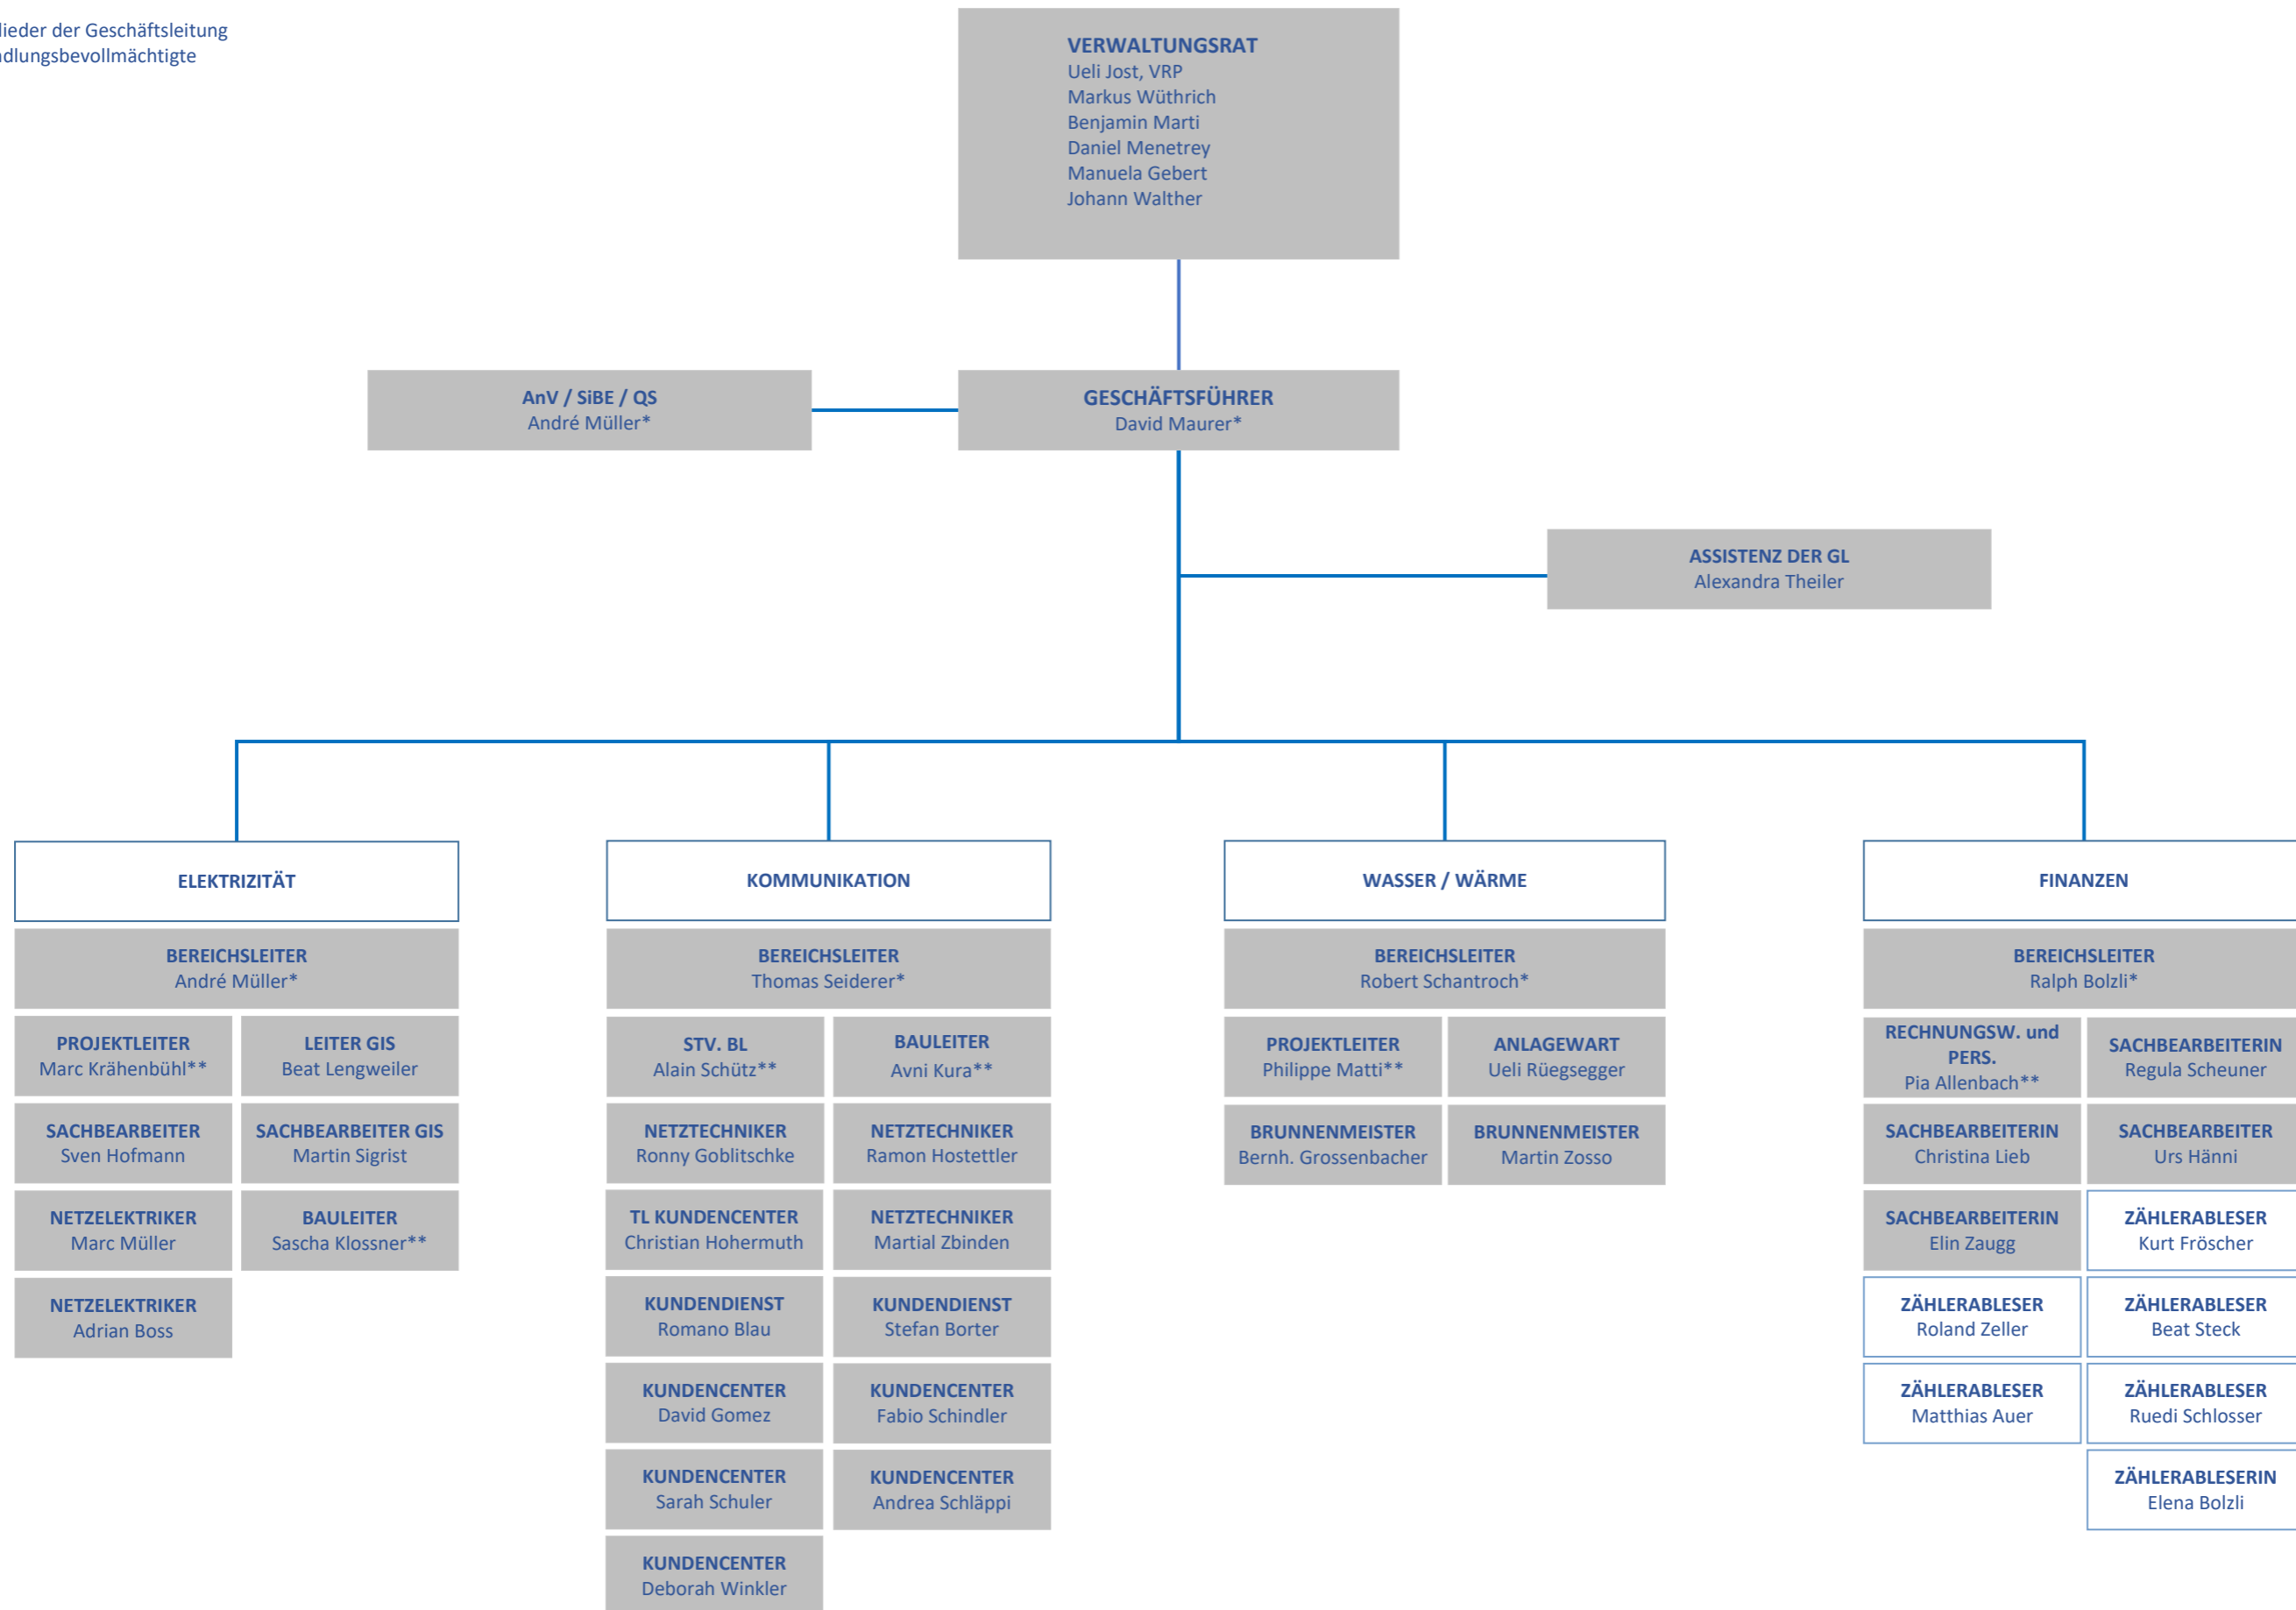 der Geschäftsleitung
VERWALTUNGSRAT
Ueli Jost, VRP
Markus Wüthrich
Benjamin Marti
Daniel Menetrey
Manuela Gebert
Johann Walther
AnV / SiBE / QS
André Müller*
GESCHÄFTSFÜHRER
David Maurer*
ASSISTENZ DER GL
Alexandra Theiler
ELEKTRIZITÄT
BEREICHSLEITER
André Müller*
PROJEKTLEITER
Marc Krähenbühl**
LEITER GIS
Beat Lengweiler
SACHBEARBEITER
Sven Hofmann
SACHBEARBEITER GIS
Martin Sigrist
NETZELEKTRIKER
Marc Müller
BAULEITER
Sascha Klossner**
NETZELEKTRIKER
Adrian Boss
KOMMUNIKATION
BEREICHSLEITER
Thomas Seiderer*
STV. BL
Alain Schütz**
BAULEITER
Avni Kura**
NETZTECHNIKER
Ronny Goblitschke
NETZTECHNIKER
Ramon Hostettler
TL KUNDENCENTER
Christian Hohermuth
NETZTECHNIKER
Martial Zbinden
KUNDENDIENST
Romano Blau
KUNDENDIENST
Stefan Borter
KUNDENCENTER
David Gomez
KUNDENCENTER
Fabio Schindler
KUNDENCENTER
Sarah Schuler
KUNDENCENTER
Andrea Schläppi
KUNDENCENTER
Deborah Winkler
WASSER / WÄRME
BEREICHSLEITER
Robert Schantroch*
PROJEKTLEITER
Philippe Matti**
ANLAGEWART
Ueli Rüegsegger
BRUNNENMEISTER
Bernh. Grossenbacher
BRUNNENMEISTER
Martin Zosso
FINANZEN
BEREICHSLEITER
Ralph Bolzli*
RECHNUNGSW. und
PERS.
Pia Allenbach**
SACHBEARBEITERIN
Regula Scheuner
SACHBEARBEITERIN
Christina Lieb
SACHBEARBEITER
Urs Hänni
SACHBEARBEITERIN
Elin Zaugg
ZÄHLERABLESER
Kurt Fröscher
ZÄHLERABLESER
Roland Zeller
ZÄHLERABLESER
Beat Steck
ZÄHLERABLESER
Matthias Auer
ZÄHLERABLESER
Ruedi Schlosser
ZÄHLERABLESERIN
Elena Bolzli